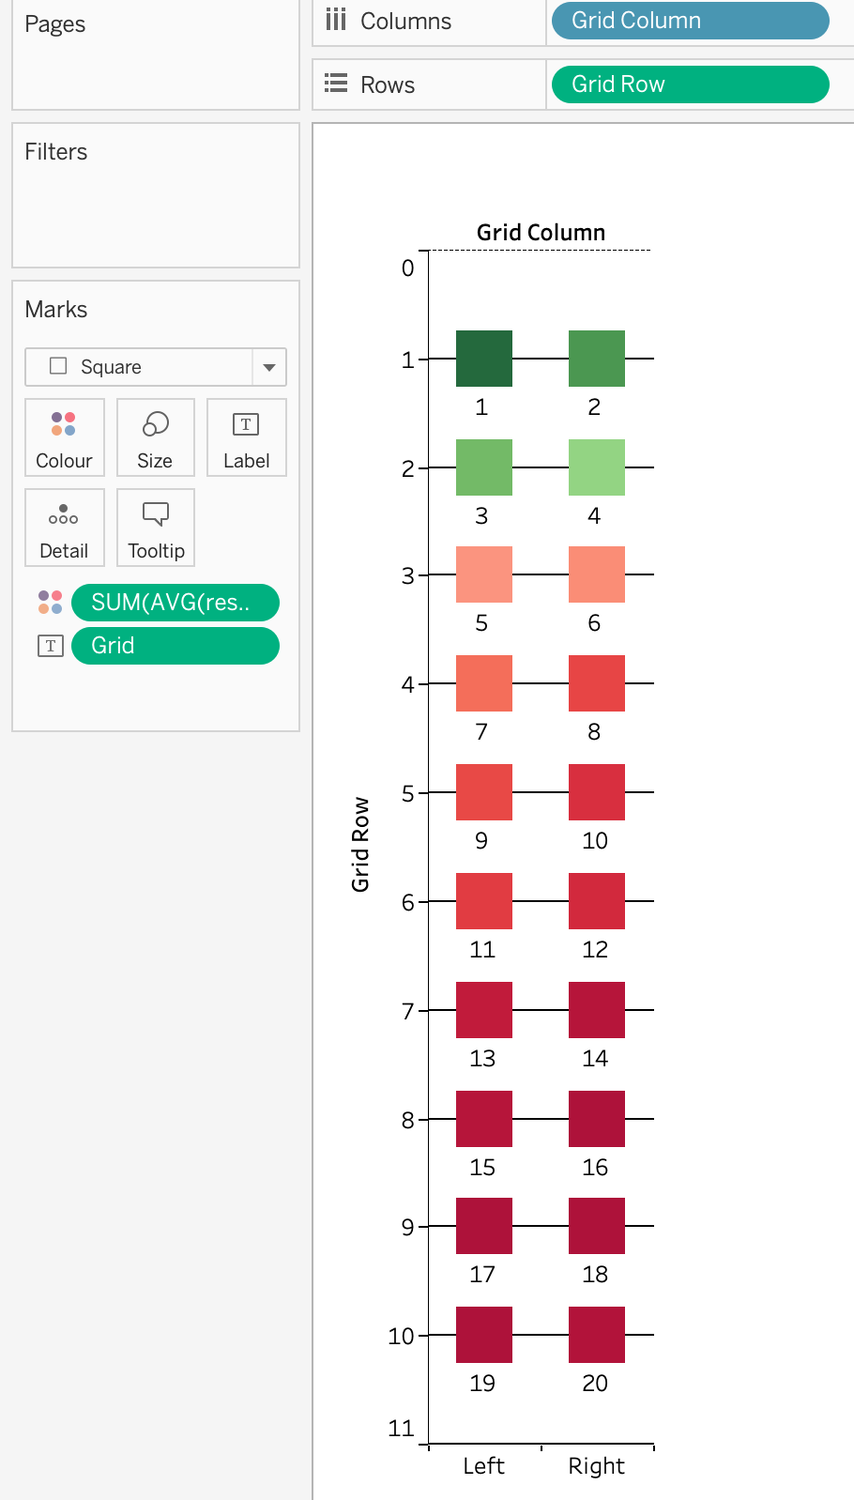 Pages
Columns
Grid Column
Rows
Grid Row
Filters
Marks
Square
Colour
Size
T
Label
Detail
Tooltip
SUM(AVG(res..
T
Grid
Grid Column
0
1
1
2
2
3
4
3
5
6
4
7
8
5
9
10
Grid Row
6
11
12
7
13
14
8
15
16
9
17
18
10
19
20
11
Left
Right